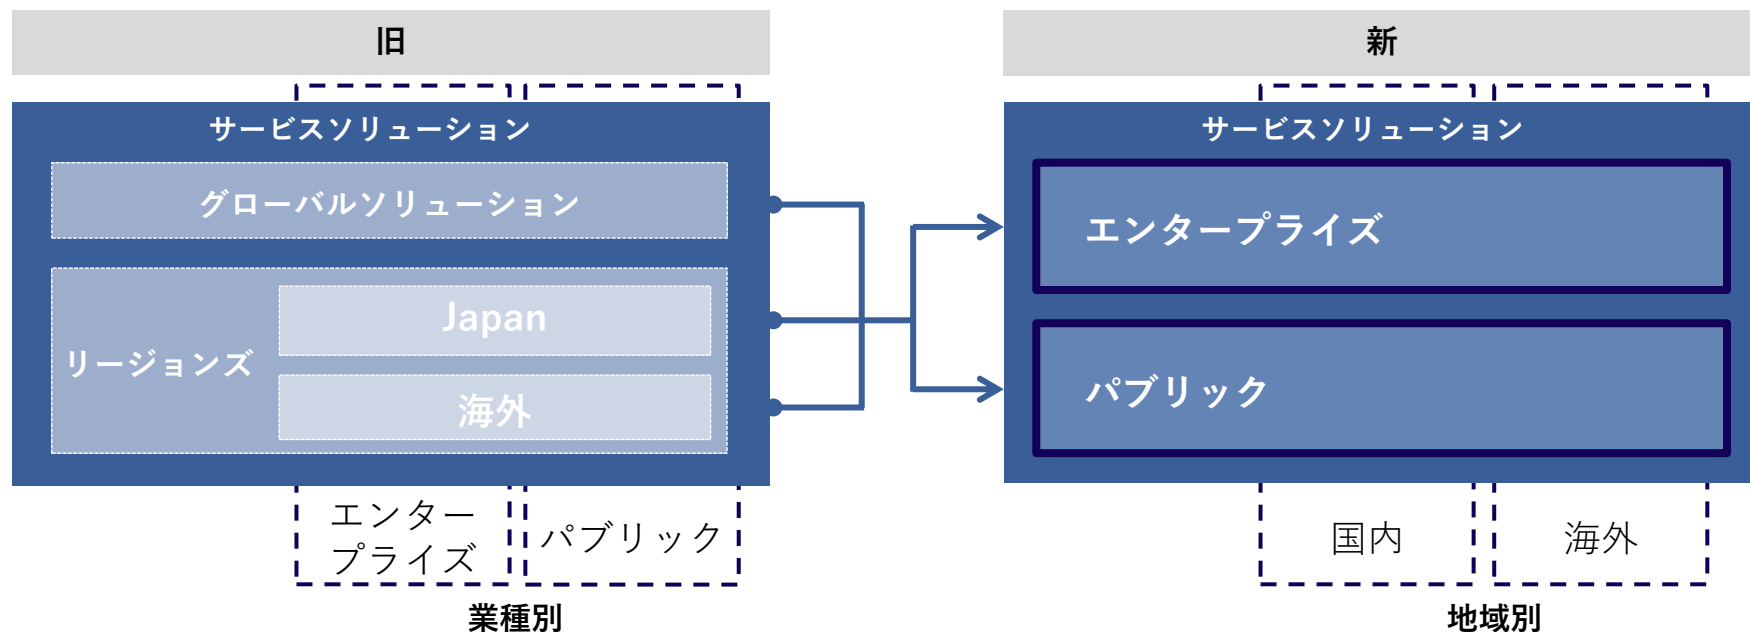 旧
サービスソリューション
グローバルソリューション
リージョンズ
Japan
海外
エンター
プライズ
パブリック
業種別
新
サービスソリューション
エンタープライズ
パブリック
国内
海外
地域別